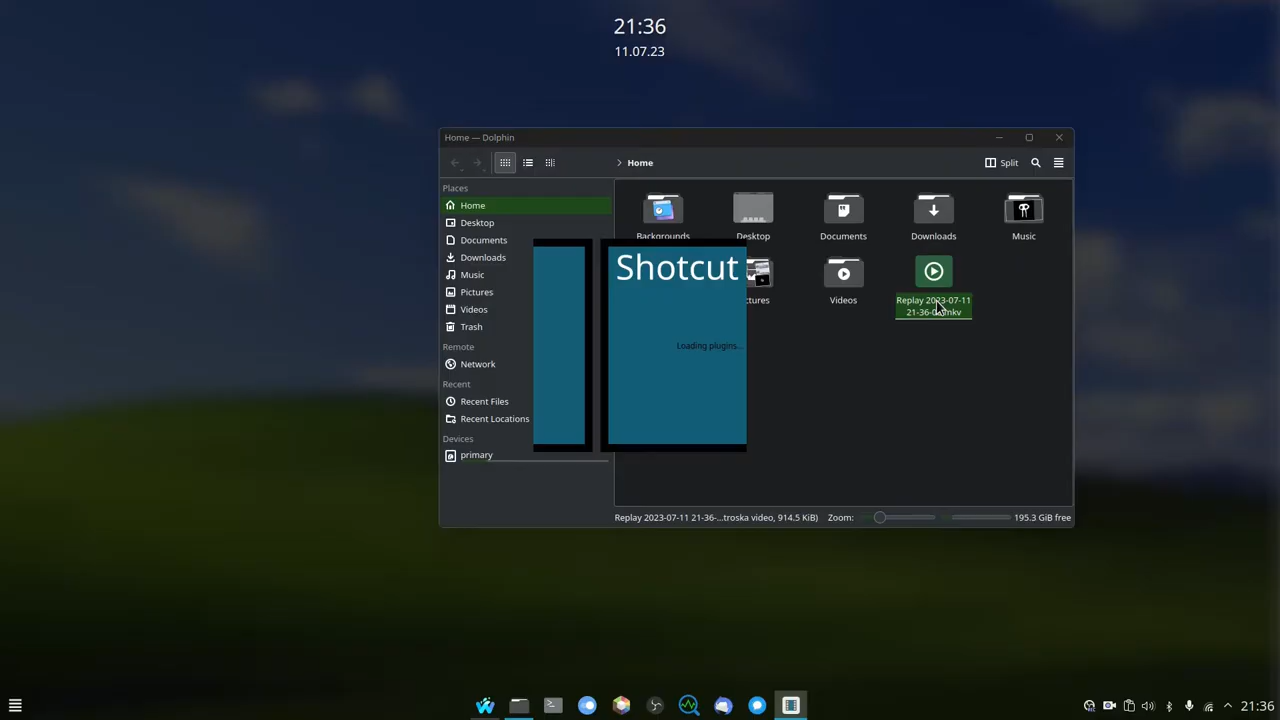 21:36
11.07.23
Home — Dolphin
Home
Split
Places
Home
Desktop
Documents
Downloads
Music
Pictures
Videos
Trash
Remote
Network
Recent
Recent Files
Recent Locations
Devices
primary
Backgrounds
Desktop
Documents
Downloads
Music
Shotcut
Loading plugins...
ctures
Videos
Replay 2023-07-11
21-36-0 mkv
Replay 2023-07-11 21-36-...troska video, 914.5 KiB)
Zoom:
195.3 GiB free
21:36